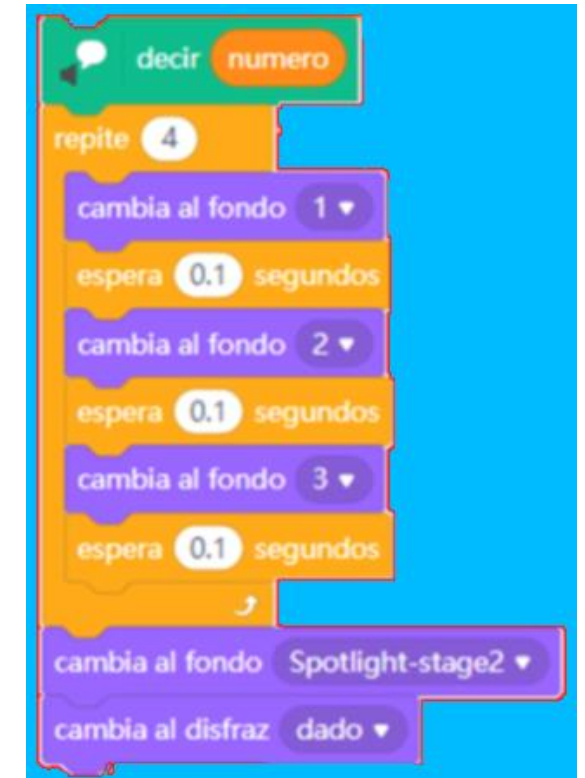 decir numero
repite 4
cambia al fondo 1
espera 0.1 segundos
cambia al fondo 2
espera 0.1 segundos
cambia al fondo 3
espera 0.1 segundos
cambia al fondo Spotlight-stage2
cambia al disfraz dado